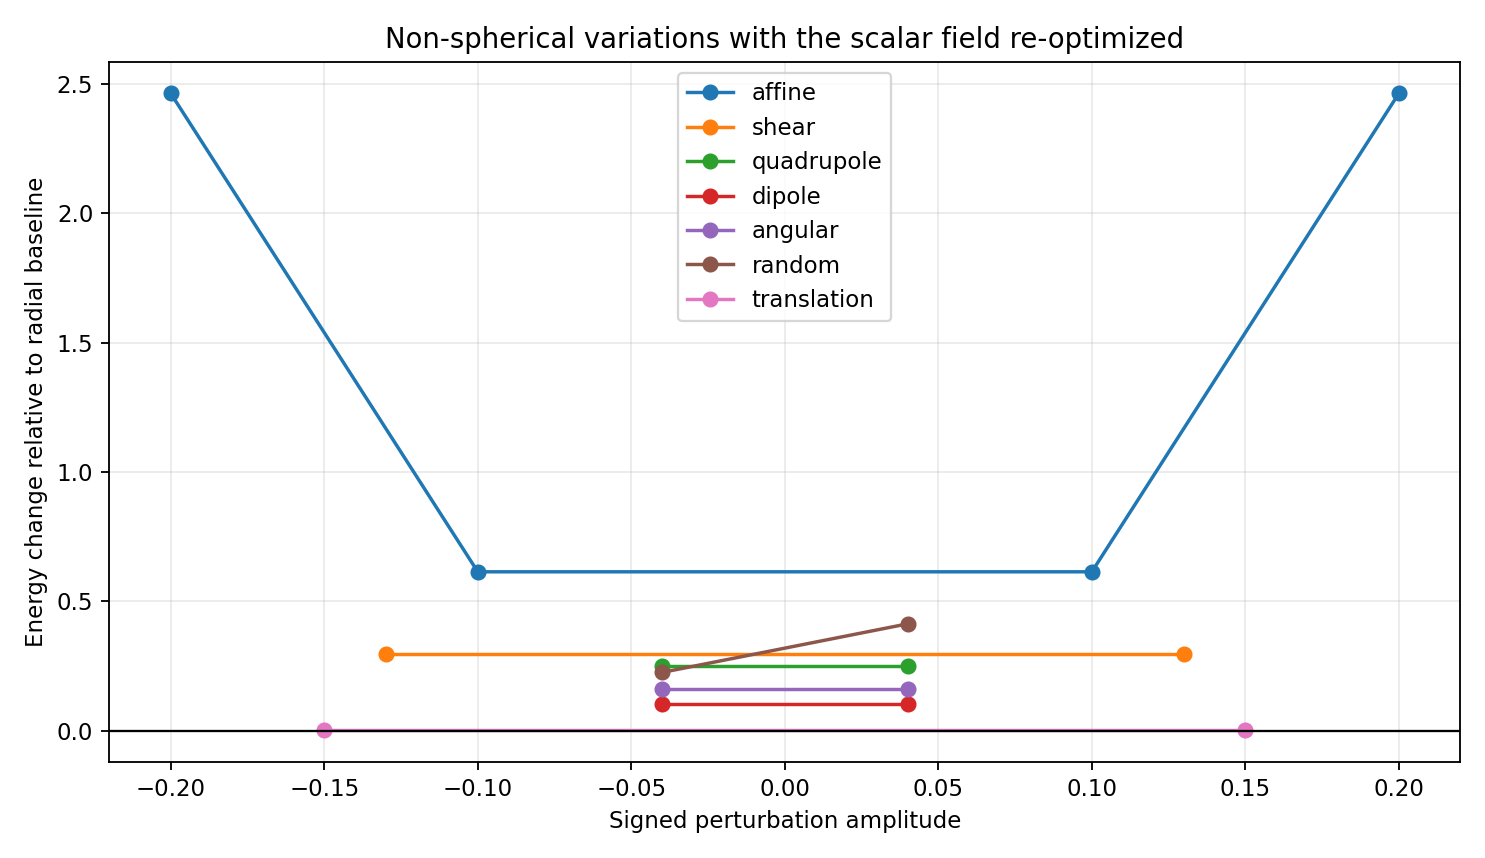 Non-spherical variations with the scalar field re-optimized
Energy change relative to radial baseline
2.5
2.0
1.5
1.0
0.5
0.0
affine
shear
quadrupole
dipole
angular
random
translation
−0.20 −0.15 −0.10 −0.05 0.00 0.05 0.10 0.15 0.20
Signed perturbation amplitude